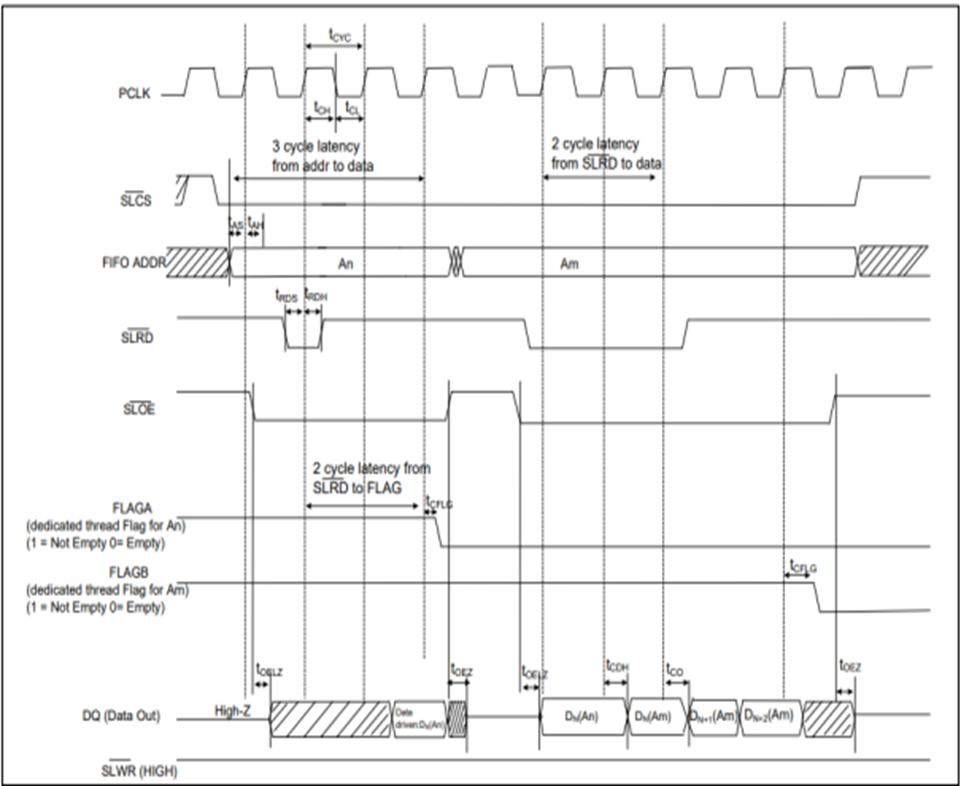 tCYC
PCLK
tCH
tCL
3 cycle latency
from addr to data
2 cycle latency
from SLRD to data
SLCS
tAS
tAH
FIFO ADDR
An
Am
tRDS
tRDH
SLRD
SLOE
2 cycle latency from
SLRD to FLAG
tCFLG
FLAGA
(dedicated thread Flag for An)
(1 = Not Empty 0= Empty)
FLAGB
(dedicated thread Flag for Am)
(1 = Not Empty 0= Empty)
tCFLG
tOELZ
tOEZ
tOELZ
tCDH
tCO
tOEZ
DQ (Data Out)
High-Z
Data
driven:DN(An)
DN(An)
DN(Am)
DN+1(Am)
DN+2(Am)
SLWR (HIGH)